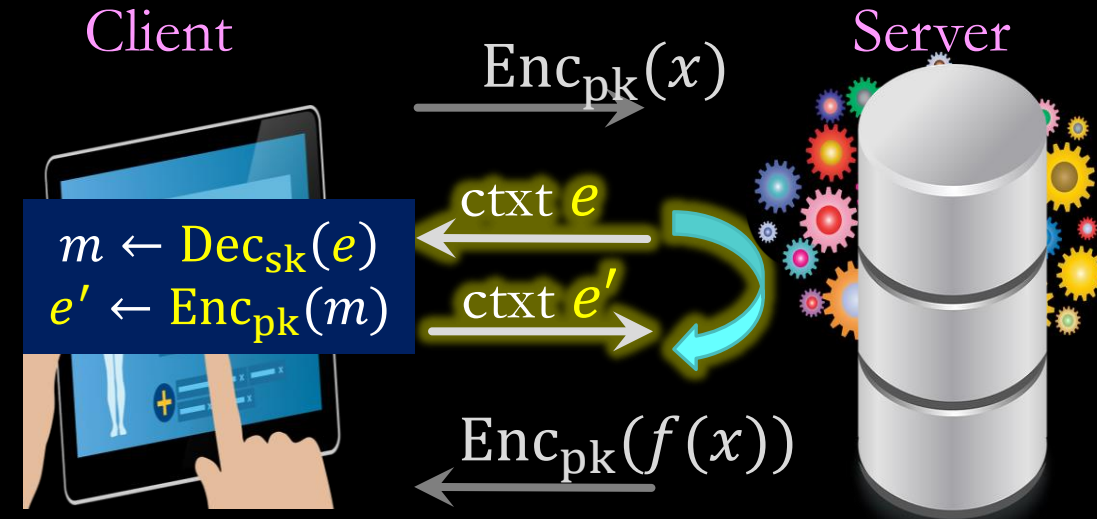 Client
Server
Enc_pk(x)
ctxt e
m ← Dec_sk(e)
e′ ← Enc_pk(m)
ctxt e′
Enc_pk(f(x))